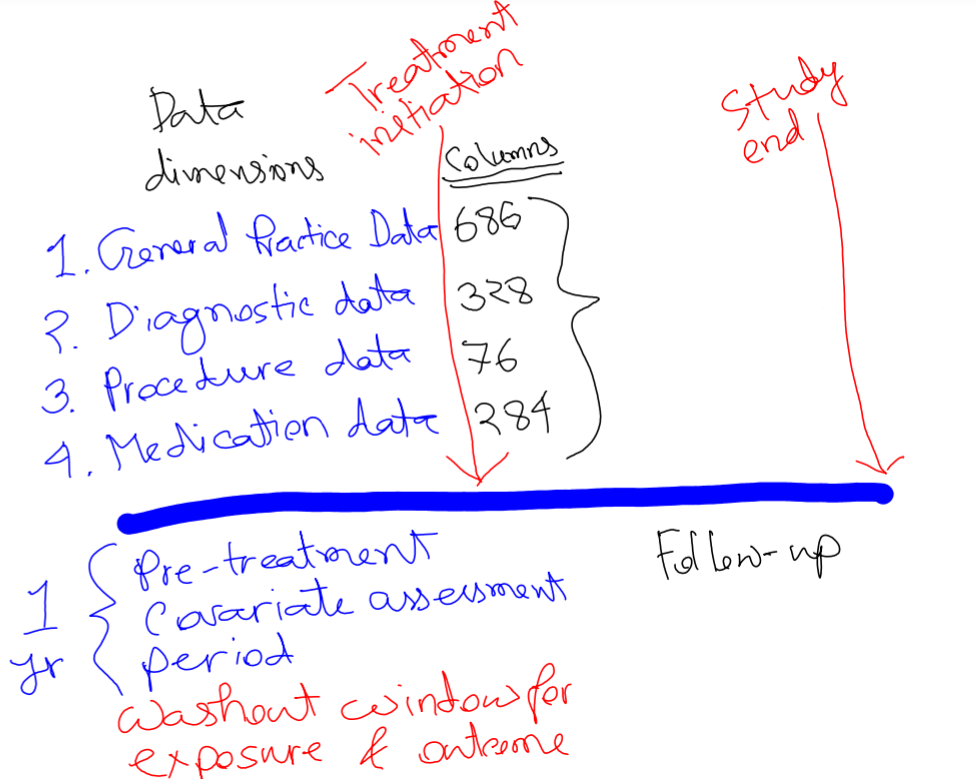 Treatment
initiation
Study
end
Data
dimensions
Columns
1. General Practice Data 686
2. Diagnostic data 328
3. Procedure data 76
4. Medication data 284
1
yr
Pre-treatment
Covariate assessment
period
Follow-up
Washout window for
exposure & outcome